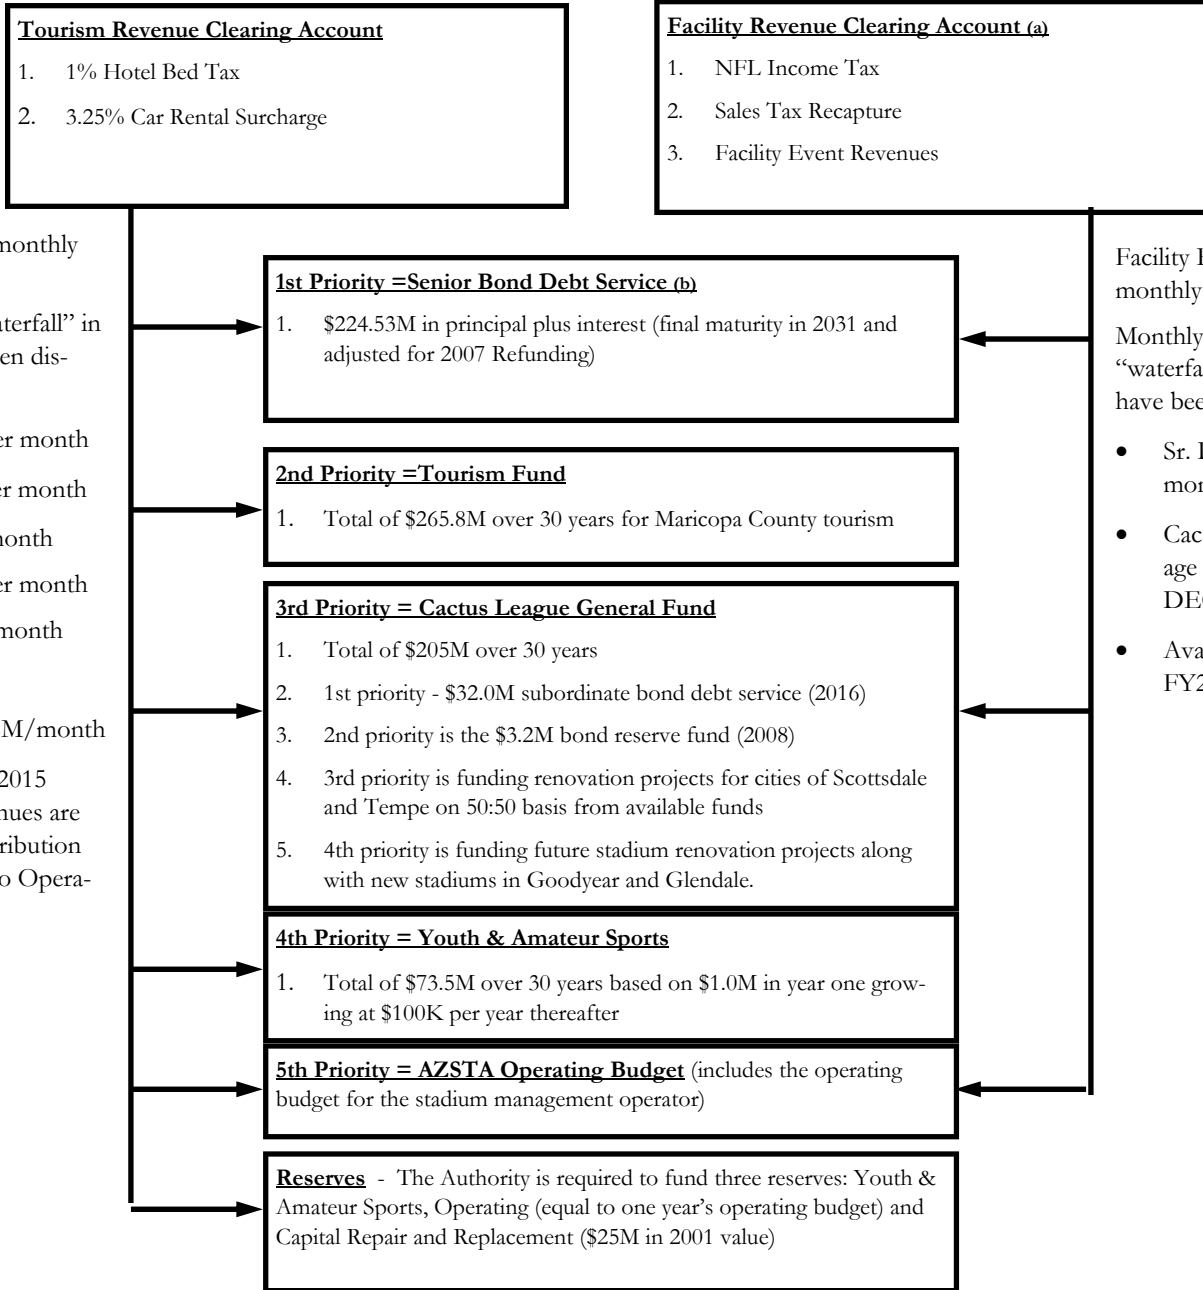 Tourism Revenue Clearing Account
1. 1% Hotel Bed Tax
2. 3.25% Car Rental Surcharge
Facility Revenue Clearing Account (a)
1. NFL Income Tax
2. Sales Tax Recapture
3. Facility Event Revenues
monthly
in
en dis-
month
month
month
month
month
M/month
2015
nues are
ribution
o Opera-
1st Priority =Senior Bond Debt Service (b)
1. $224.53M in principal plus interest (final maturity in 2031 and
adjusted for 2007 Refunding)
2nd Priority =Tourism Fund
1. Total of $265.8M over 30 years for Maricopa County tourism
3rd Priority = Cactus League General Fund
1. Total of $205M over 30 years
2. 1st priority - $32.0M subordinate bond debt service (2016)
3. 2nd priority is the $3.2M bond reserve fund (2008)
4. 3rd priority is funding renovation projects for cities of Scottsdale
and Tempe on 50:50 basis from available funds
5. 4th priority is funding future stadium renovation projects along
with new stadiums in Goodyear and Glendale.
4th Priority = Youth & Amateur Sports
1. Total of $73.5M over 30 years based on $1.0M in year one grow-
ing at $100K per year thereafter
5th Priority = AZSTA Operating Budget (includes the operating
budget for the stadium management operator)
Reserves - The Authority is required to fund three reserves: Youth &
Amateur Sports, Operating (equal to one year’s operating budget) and
Capital Repair and Replacement ($25M in 2001 value)
Facility
monthly
Monthly
“waterfa
have bee
• Sr.
mon
• Cac
age
DE
• Ava
FY2